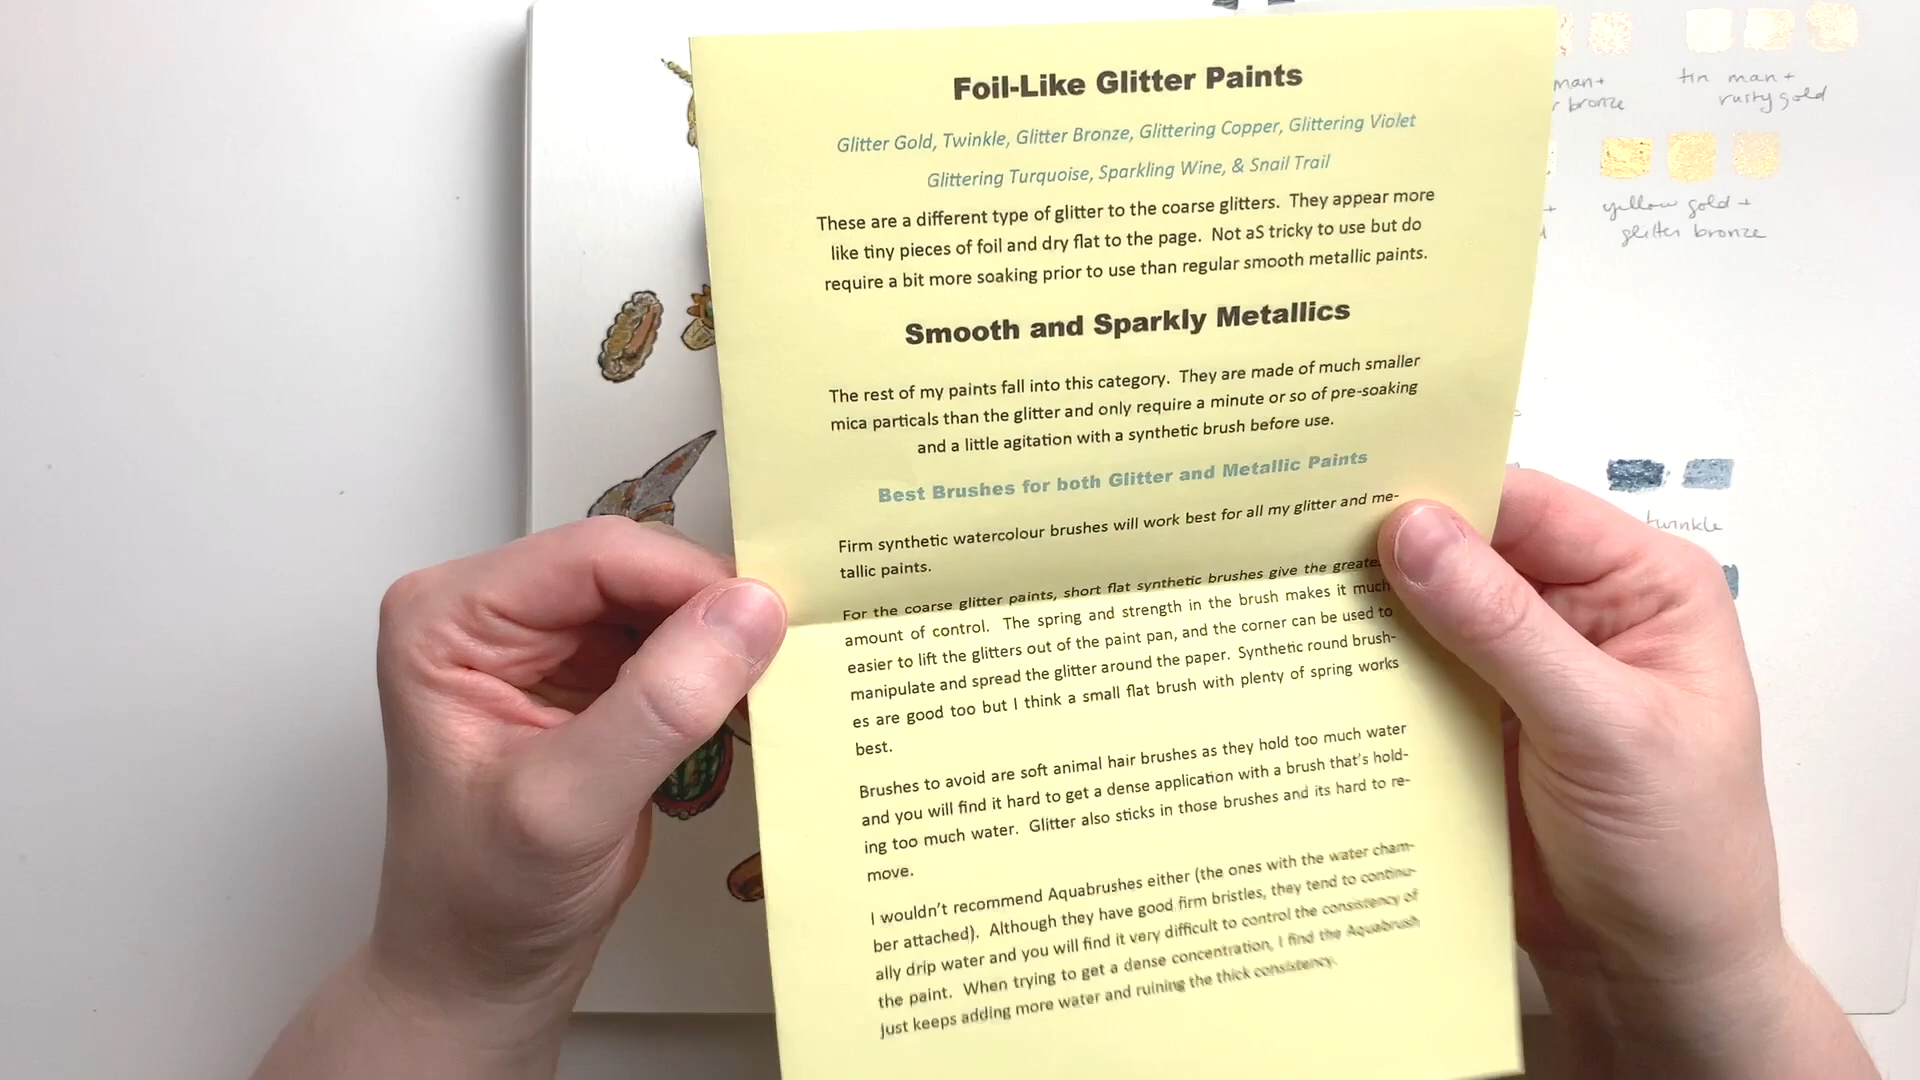 Foil-Like Glitter Paints
Glitter Gold, Twinkle, Glitter Bronze, Glittering Copper, Glittering Violet
Glittering Turquoise, Sparkling Wine, & Snail Trail
These are a different type of glitter to the coarse glitters. They appear more
like tiny pieces of foil and dry flat to the page. Not aS tricky to use but do
require a bit more soaking prior to use than regular smooth metallic paints.
Smooth and Sparkly Metallics
The rest of my paints fall into this category. They are made of much smaller
mica particals than the glitter and only require a minute or so of pre-soaking
and a little agitation with a synthetic brush before use.
Best Brushes for both Glitter and Metallic Paints
Firm synthetic watercolour brushes will work best for all my glitter and me-
tallic paints.
For the coarse glitter paints, short flat synthetic brushes give the
amount of control. The spring and strength in the brush makes it much
easier to lift the glitters out of the paint pan, and the corner can be used to
manipulate and spread the glitter around the paper. Synthetic round brush-
es are good too but I think a small flat brush with plenty of spring works
best.
Brushes to avoid are soft animal hair brushes as they hold too much water
and you will find it hard to get a dense application with a brush that's hold-
ing too much water. Glitter also sticks in those brushes and its hard to re-
move.
I wouldn't recommend Aquabrushes either (the ones with the water cham-
ber attached). Although they have good firm bristles, they tend to continu-
ally drip water and you will find it very difficult to control the consistency of
the paint. When trying to get a dense concentration, I find the Aquabrush
just keeps adding more water and ruining the thick consistency.
man+
bronze
tin man +
rusty gold
yellow gold +
glitter bronze
twinkle